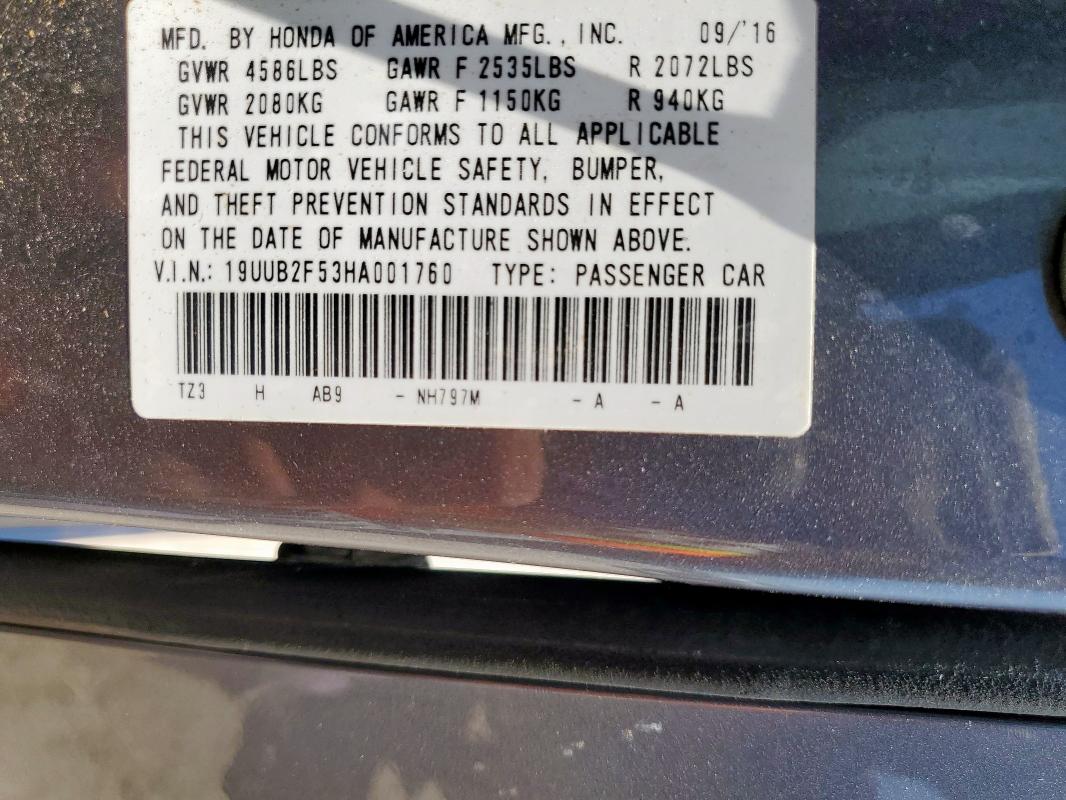 MFD. BY HONDA OF AMERICA MFG., INC. 09/'16
GVWR 4586LBS GAWR F 2535LBS R 2072LBS
GVWR 2080KG GAWR F 1150KG R 940KG
THIS VEHICLE CONFORMS TO ALL APPLICABLE
FEDERAL MOTOR VEHICLE SAFETY, BUMPER,
AND THEFT PREVENTION STANDARDS IN EFFECT
ON THE DATE OF MANUFACTURE SHOWN ABOVE.
V.I.N.: 19UUB2F53HA001760 TYPE: PASSENGER CAR
TZ3 H AB9 - NH797M - A - A